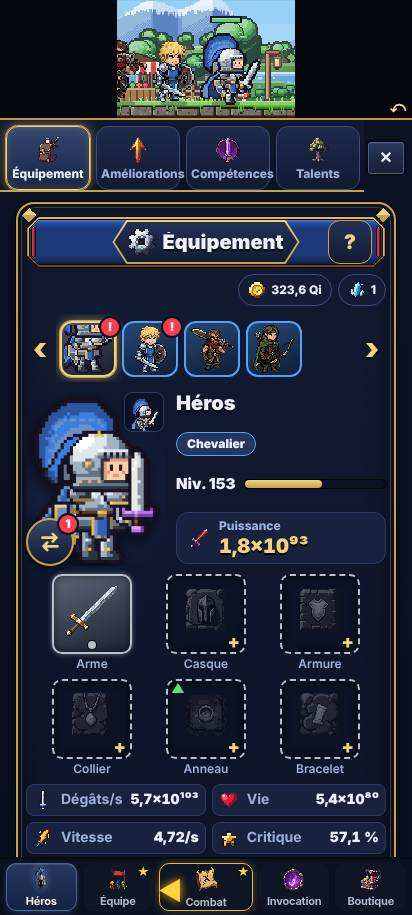 Équipement
Améliorations
Compétences
Talents
×
Équipement
?
323,6 Qi
1
!
!
Héros
Chevalier
Niv. 153
1
Puissance
1,8×10⁹³
Arme
Casque
Armure
Collier
Anneau
Bracelet
Dégâts/s 5,7×10¹⁰³
Vie 5,4×10⁸⁰
Vitesse 4,72/s
Critique 57,1 %
Héros
Équipe
Combat
Invocation
Boutique